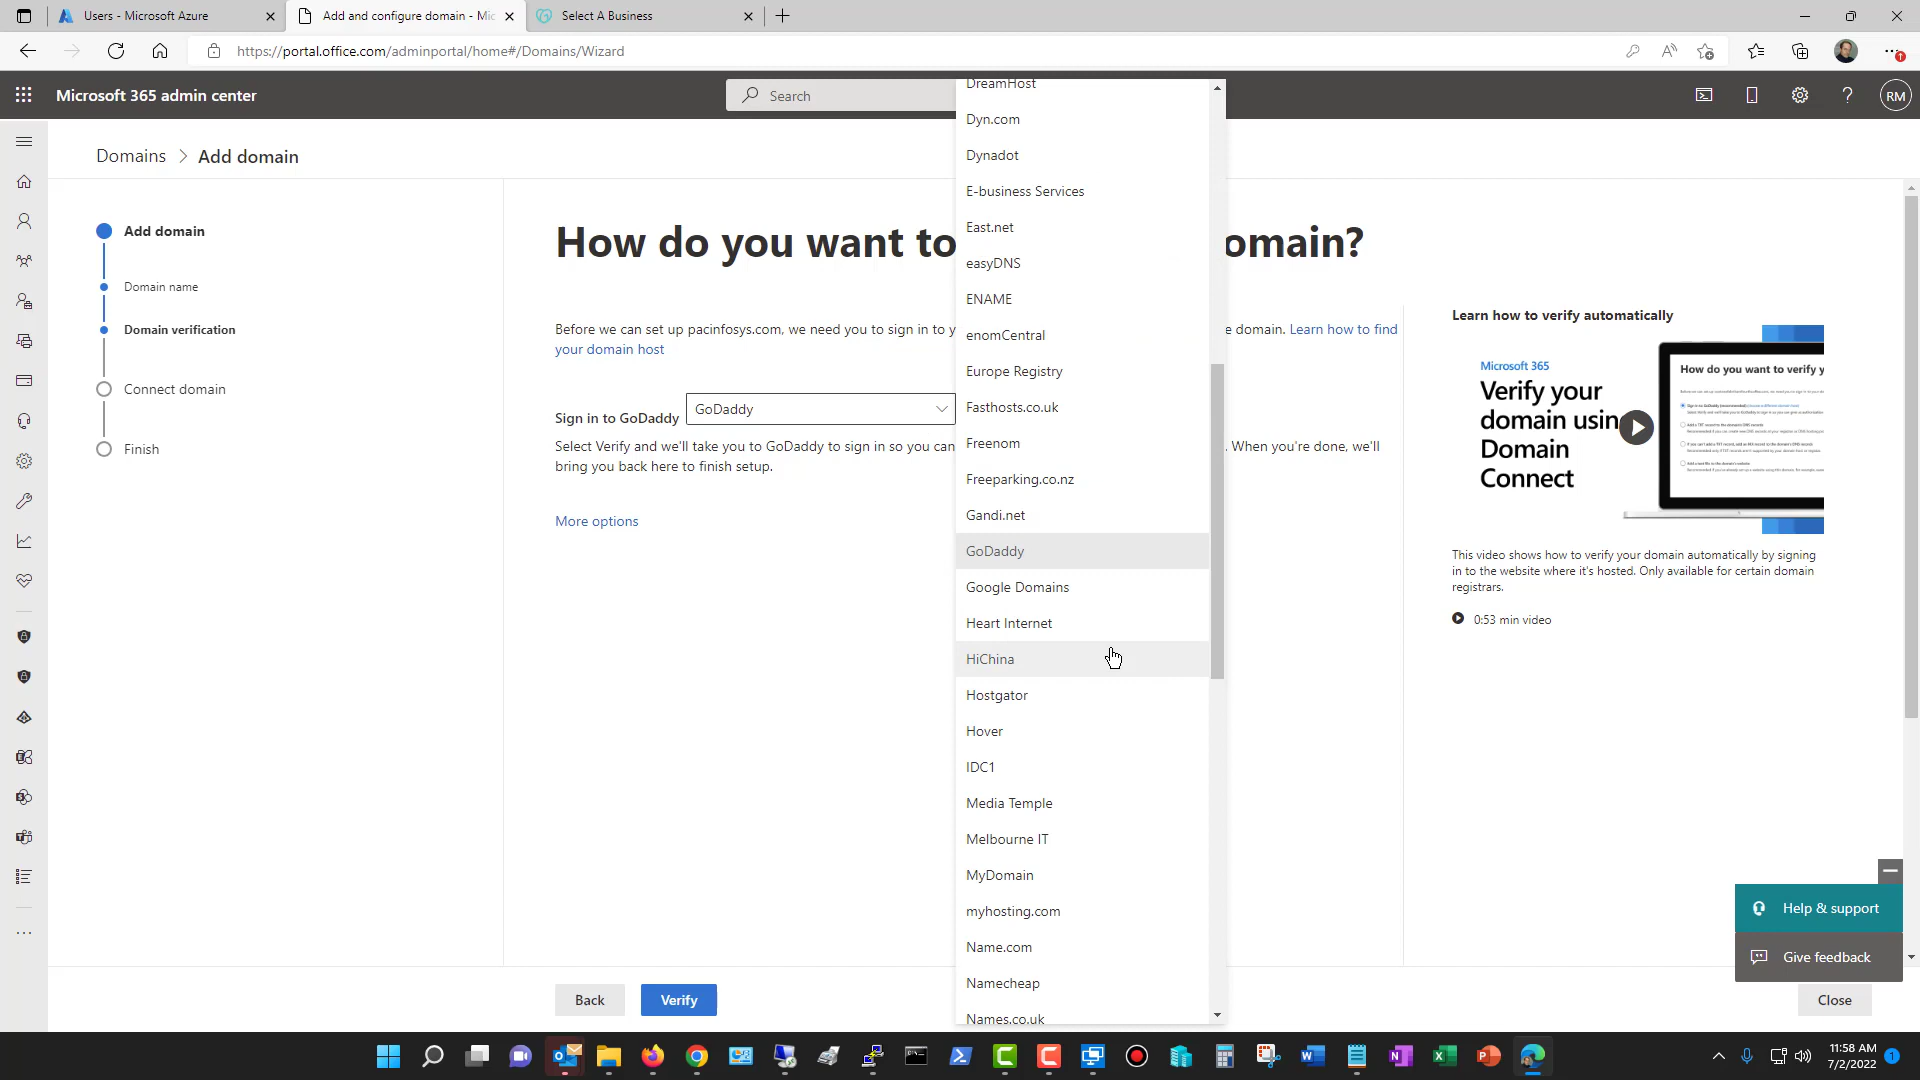 Users - Microsoft Azure
Add and configure domain - Mic
Select A Business
https://portal.office.com/adminportal/home#/Domains/Wizard
Microsoft 365 admin center
Search
RM
Domains > Add domain
Add domain
Domain name
Domain verification
Connect domain
Finish
How do you want to
omain?
Before we can set up pacinfosys.com, we need you to sign in to y
e domain. Learn how to find
your domain host
Sign in to GoDaddy
GoDaddy
Select Verify and we'll take you to GoDaddy to sign in so you can
. When you're done, we'll
bring you back here to finish setup.
More options
DreamHost
Dyn.com
Dynadot
E-business Services
East.net
easyDNS
ENAME
enomCentral
Europe Registry
Fasthosts.co.uk
Freenom
Freeparking.co.nz
Gandi.net
GoDaddy
Google Domains
Heart Internet
HiChina
Hostgator
Hover
IDC1
Media Temple
Melbourne IT
MyDomain
myhosting.com
Name.com
Namecheap
Names.co.uk
Learn how to verify automatically
Microsoft 365
Verify your
domain usin
Domain
Connect
How do you want to verify y
This video shows how to verify your domain automatically by signing
in to the website where it's hosted. Only available for certain domain
registrars.
0:53 min video
Help & support
Give feedback
Back
Verify
Close
11:58 AM
7/2/2022
1